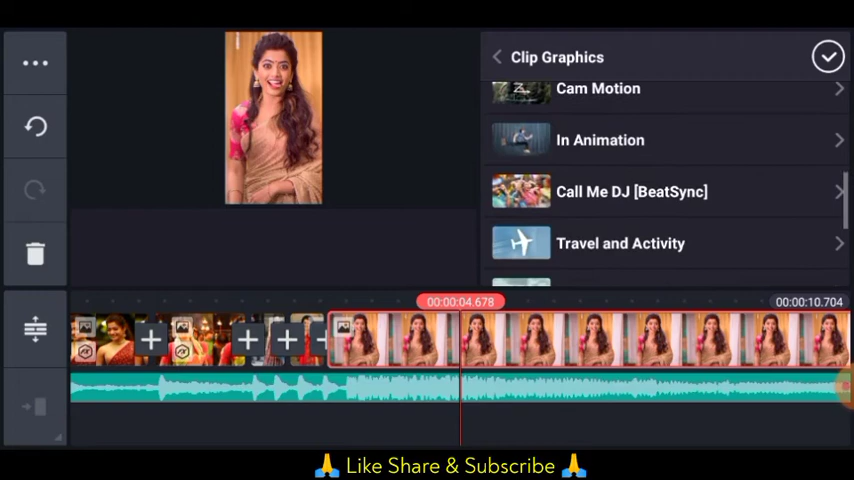 Clip Graphics
Cam Motion
In Animation
Call Me DJ [BeatSync]
Travel and Activity
00:00:04.678
00:00:10.704
🙏 Like Share & Subscribe 🙏